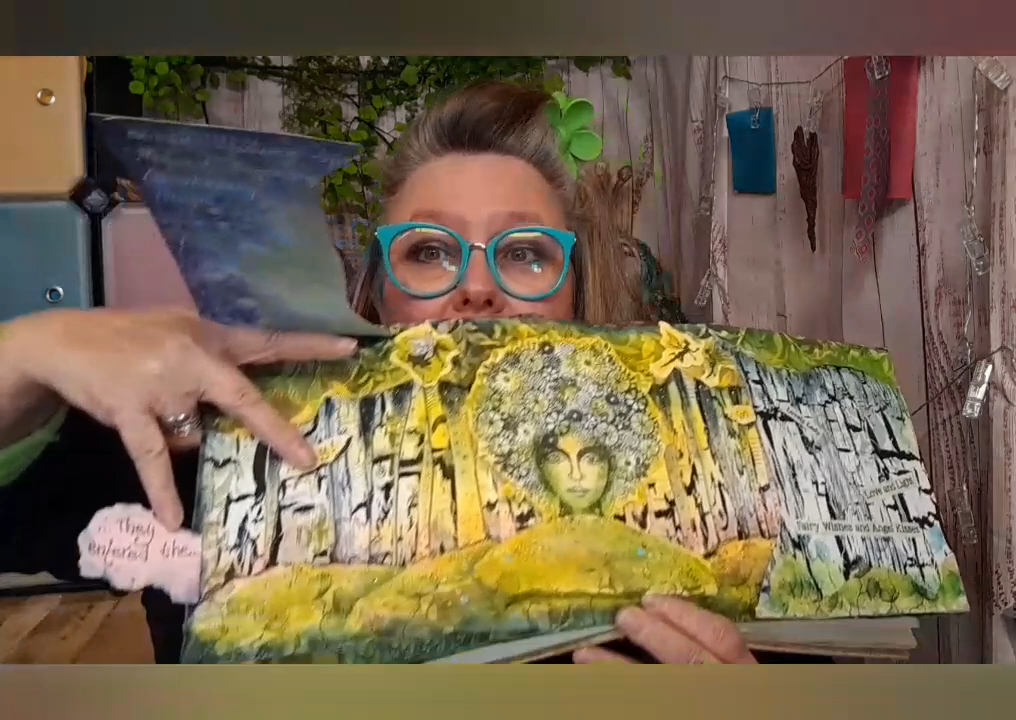 They
entered the...
Love and Light
Fairy Wishes and Angel Kisses